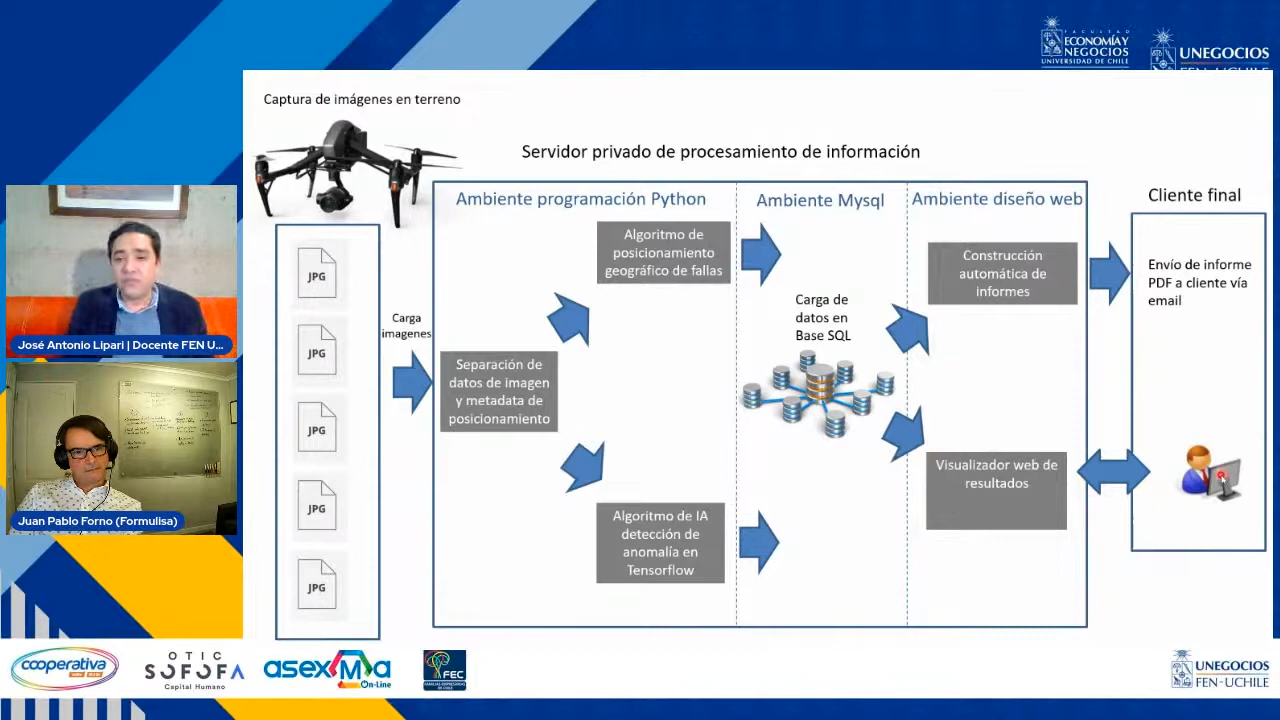 FACULTAD
ECONOMÍA Y
NEGOCIOS
UNIVERSIDAD DE CHILE
UNEGOCIOS
FEN-UCHILE
Captura de imágenes en terreno
Servidor privado de procesamiento de información
Ambiente programación Python
Ambiente Mysql
Ambiente diseño web
Cliente final
JPG
JPG
JPG
JPG
JPG
Carga
imagenes
Separación de
datos de imagen
y metadata de
posicionamiento
Algoritmo de
posicionamiento
geográfico de fallas
Algoritmo de IA
detección de
anomalía en
Tensorflow
Carga de
datos en
Base SQL
Construcción
automática de
informes
Visualizador web de
resultados
Envío de informe
PDF a cliente vía
email
José Antonio Lipari | Docente FEN U...
Juan Pablo Forno (Formulisa)
cooperativa
OTIC
SOFOFA
Capital Humano
asexma
On-Line
FEC
FAMILIAS EMPRESARIAS
DE CHILE
UNEGOCIOS
FEN-UCHILE